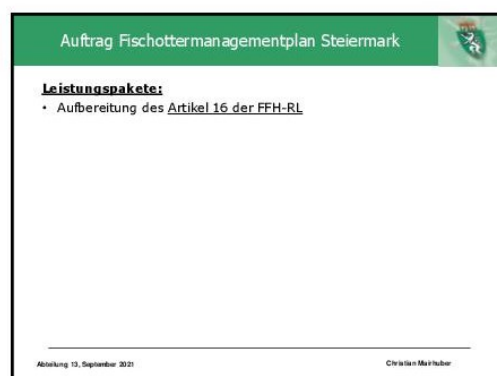 Auftrag Fischottermanagementplan Steiermark
Leistungspakete:
• Aufbereitung des Artikel 16 der FFH-RL
Abteilung 13, September 2021
Christian Mairhuber